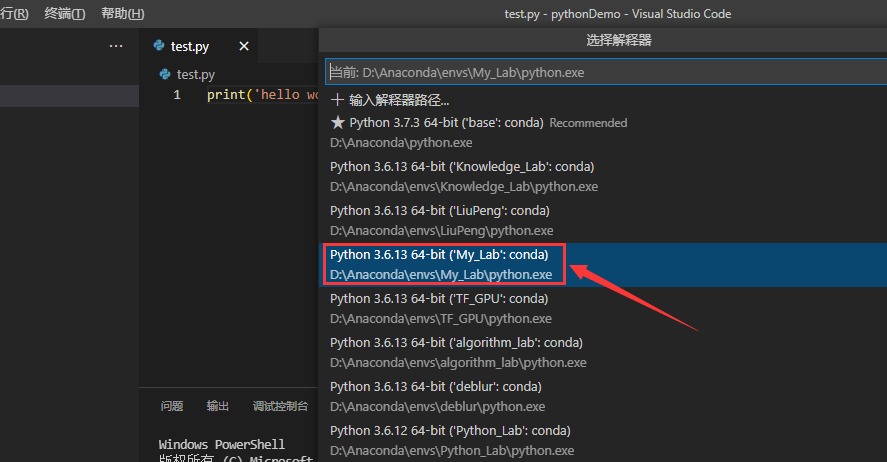 行(R) 终端(T) 帮助(H)
test.py - pythonDemo - Visual Studio Code
··· test.py ×
test.py
1 print('hello wo
选择解释器
当前: D:\Anaconda\envs\My_Lab\python.exe
+ 输入解释器路径...
★ Python 3.7.3 64-bit ('base': conda) Recommended
D:\Anaconda\python.exe
Python 3.6.13 64-bit ('Knowledge_Lab': conda)
D:\Anaconda\envs\Knowledge_Lab\python.exe
Python 3.6.13 64-bit ('LiuPeng': conda)
D:\Anaconda\envs\LiuPeng\python.exe
Python 3.6.13 64-bit ('My_Lab': conda)
D:\Anaconda\envs\My_Lab\python.exe
Python 3.6.13 64-bit ('TF_GPU': conda)
D:\Anaconda\envs\TF_GPU\python.exe
Python 3.6.13 64-bit ('algorithm_lab': conda)
D:\Anaconda\envs\algorithm_lab\python.exe
Python 3.6.13 64-bit ('deblur': conda)
D:\Anaconda\envs\deblur\python.exe
Python 3.6.12 64-bit ('Python_Lab': conda)
D:\Anaconda\envs\Python_Lab\python.exe
问题 输出 调试控制台
Windows PowerShell
版权所有 (C) Microsoft